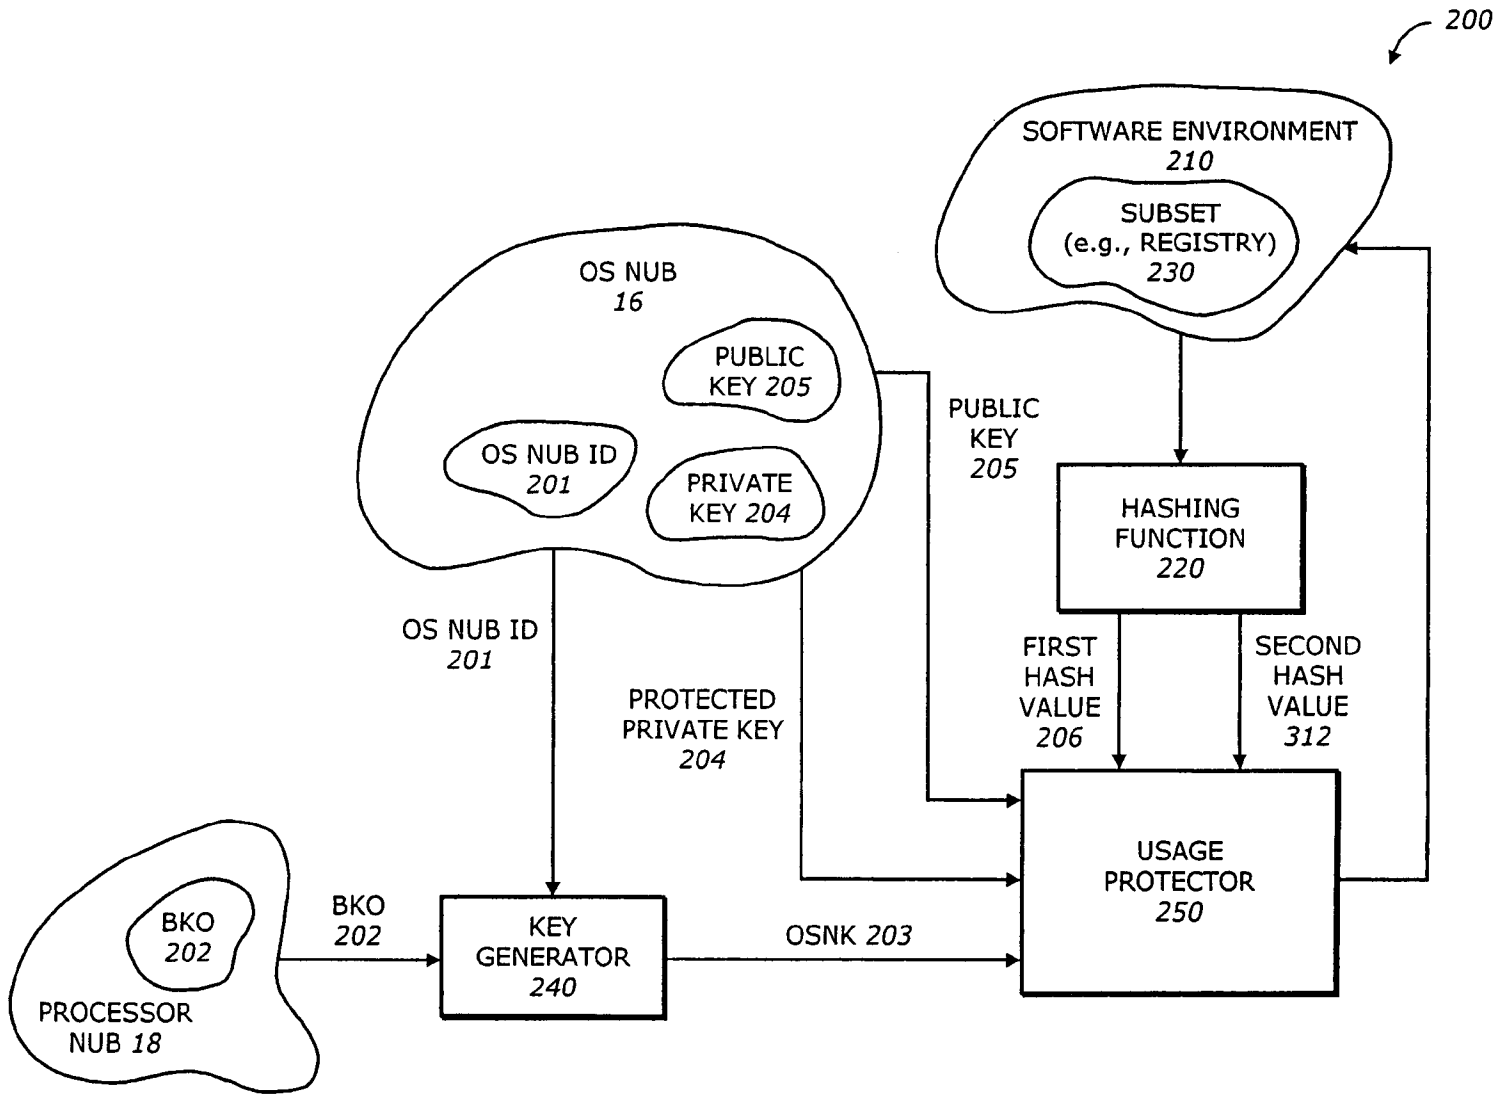 200
SOFTWARE ENVIRONMENT
210
SUBSET
(e.g., REGISTRY)
230
OS NUB
16
PUBLIC
KEY 205
OS NUB ID
201
PRIVATE
KEY 204
PUBLIC
KEY
205
HASHING
FUNCTION
220
OS NUB ID
201
PROTECTED
PRIVATE KEY
204
FIRST
HASH
VALUE
206
SECOND
HASH
VALUE
312
USAGE
PROTECTOR
250
BKO
202
PROCESSOR
NUB 18
BKO
202
KEY
GENERATOR
240
OSNK 203